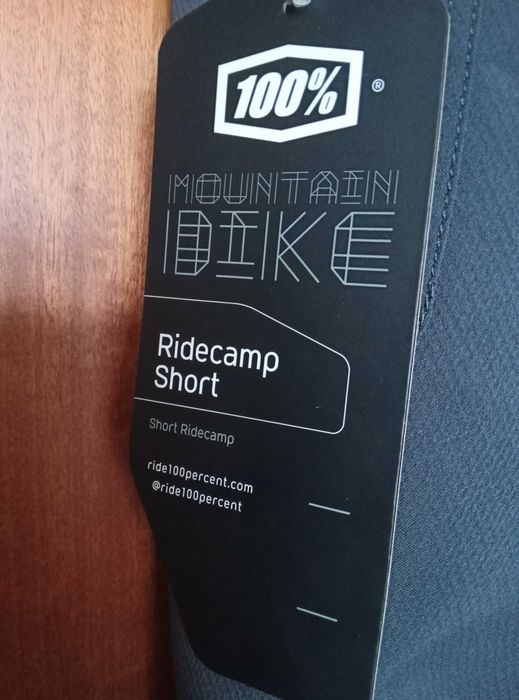 100%
®
MOUNTAIN
BIKE
Ridecamp
Short
Short Ridecamp
ride100percent.com
@ride100percent